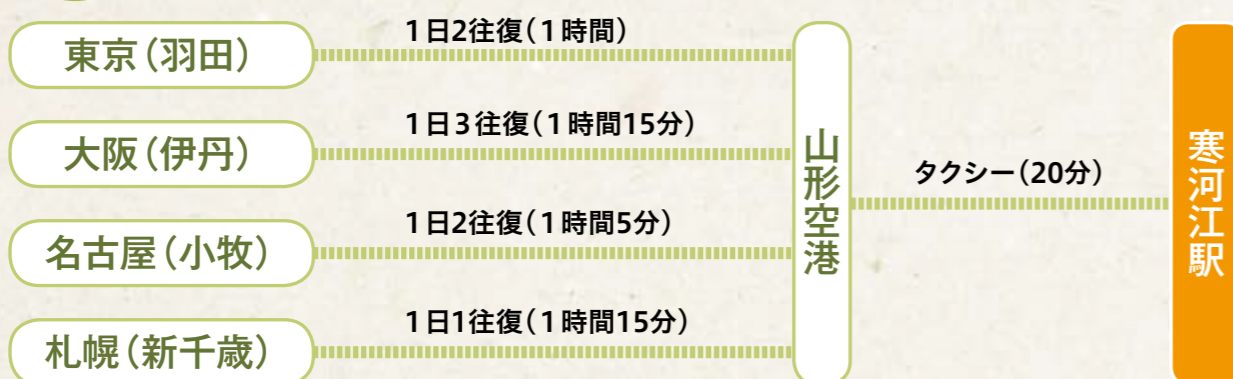 東京（羽田）
1日2往復（1時間）
大阪（伊丹）
1日3往復（1時間15分）
名古屋（小牧）
1日2往復（1時間5分）
札幌（新千歳）
1日1往復（1時間15分）
山形空港
タクシー（20分）
寒河江駅